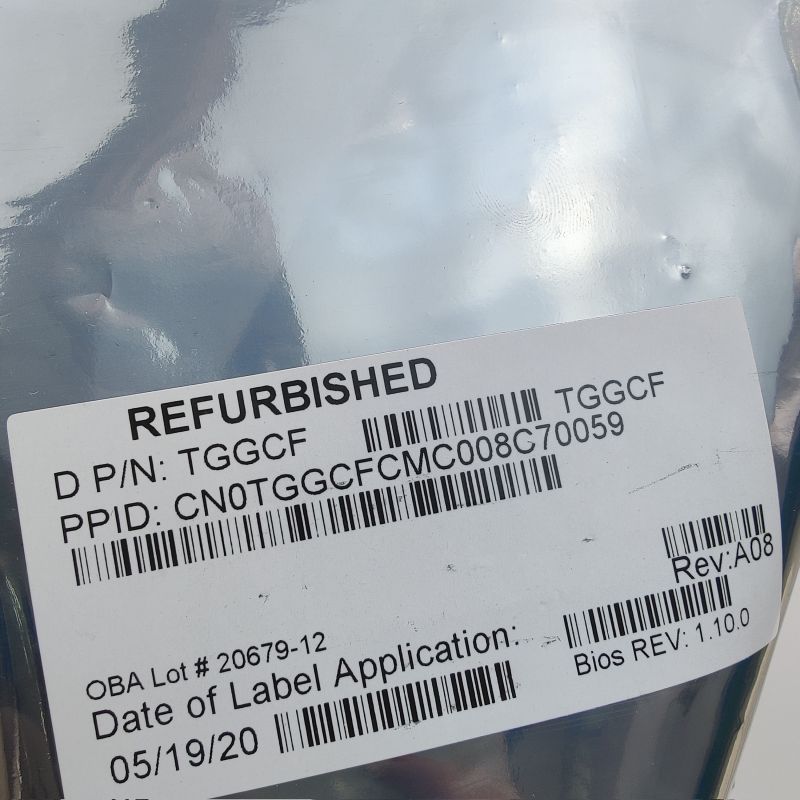 REFURBISHED
D P/N: TGGCF TGGCF
PPID: CN0TGGCFCMC008C70059
Rev:A08
OBA Lot # 20679-12
Date of Label Application:
Bios REV: 1.10.0
05/19/20